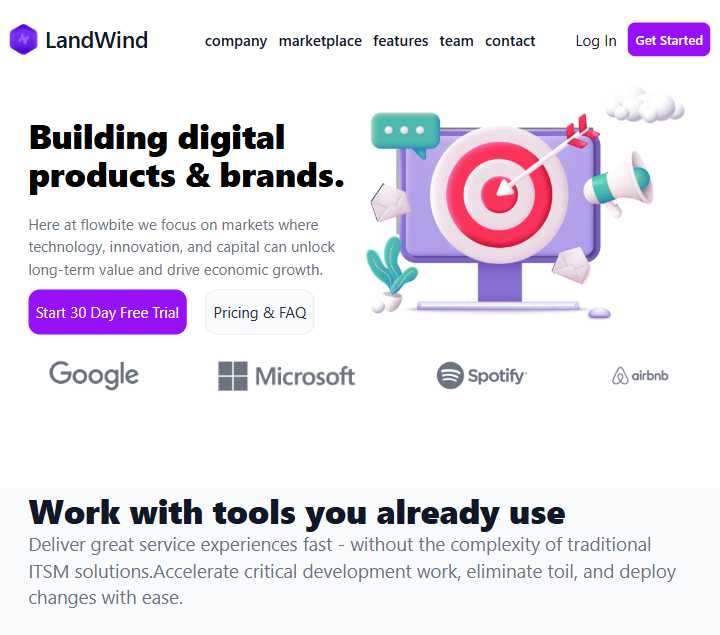 LandWind
company marketplace features team contact
Log In
Get Started
Building digital
products & brands.
Here at flowbite we focus on markets where
technology, innovation, and capital can unlock
long-term value and drive economic growth.
Start 30 Day Free Trial
Pricing & FAQ
Google
Microsoft
Spotify
airbnb
Work with tools you already use
Deliver great service experiences fast - without the complexity of traditional
ITSM solutions.Accelerate critical development work, eliminate toil, and deploy
changes with ease.